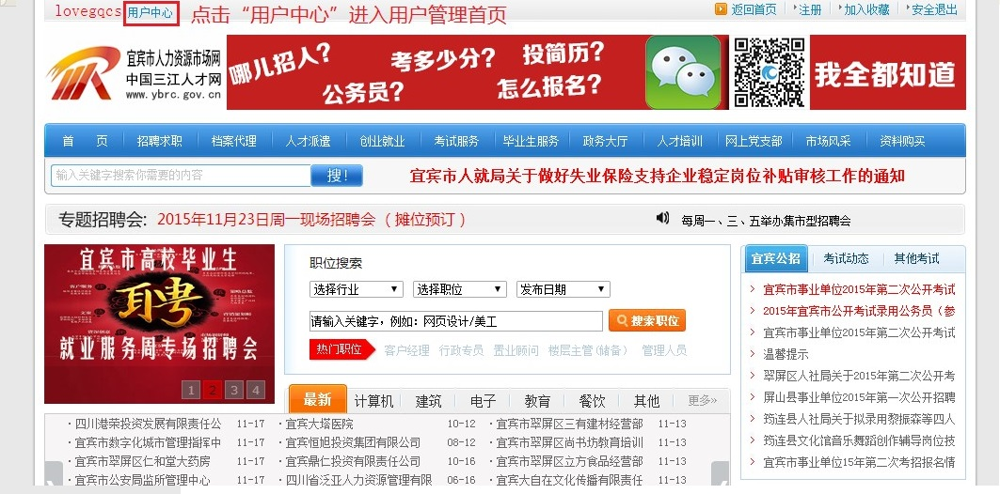 lovegqcs 用户中心 点击“用户中心”进入用户管理首页 返回首页 注册 加入收藏 安全退出
宜宾市人力资源市场网
中国三江人才网
www.ybrc.gov.cn
哪儿招人? 考多少分? 投简历?
公务员? 怎么报名?
我全都知道
首 页 招聘求职 档案代理 人才派遣 创业就业 考试服务 毕业生服务 政务大厅 人才培训 网上党支部 市场风采 资料购买
输入关键字搜索你需要的内容 搜! 宜宾市人就局关于做好失业保险支持企业稳定岗位补贴审核工作的通知
专题招聘会: 2015年11月23日周一现场招聘会 (摊位预订) 每周一、三、五举办集市型招聘会
宜宾市高校毕业生
聘
就业服务周专场招聘会
1 2 3 4
职位搜索
选择行业 选择职位 发布日期
请输入关键字，例如：网页设计/美工 搜索职位
热门职位 客户经理 行政专员 置业顾问 楼层主管(储备) 管理人员
最新 计算机 建筑 电子 教育 餐饮 其他 更多»
·四川港荣投资发展有限责任公 11-17 ·宜宾大塔医院 10-12 ·宜宾市翠屏区三有建材经营部 11-13
·宜宾市数字化城市管理指挥中 11-17 ·宜宾恒旭投资集团有限公司 08-12 ·宜宾市翠屏区尚书坊教育培训 11-13
·宜宾市翠屏区仁和堂大药房 11-17 ·宜宾鼎仁投资有限责任公司 10-16 ·宜宾市翠屏区立方食品经营部 11-13
·宜宾市公安局监所管理中心 11-17 ·四川省泛亚人力资源管理有限 06-16 ·宜宾大自在文化传播有限责任 11-13
宜宾公招 考试动态 其他考试
宜宾市事业单位2015年第二次公开考试
2015年宜宾市公开考试录用公务员（参
宜宾市事业单位2015年第二次公开考试
温馨提示
翠屏区人社局关于2015年第二次公开考
屏山县事业单位2015年第一次公开招聘
筠连县人社局关于拟录用黎振森等四人
筠连县文化馆音乐舞蹈创作辅导岗位技
宜宾市事业单位15年第二次考招报名情